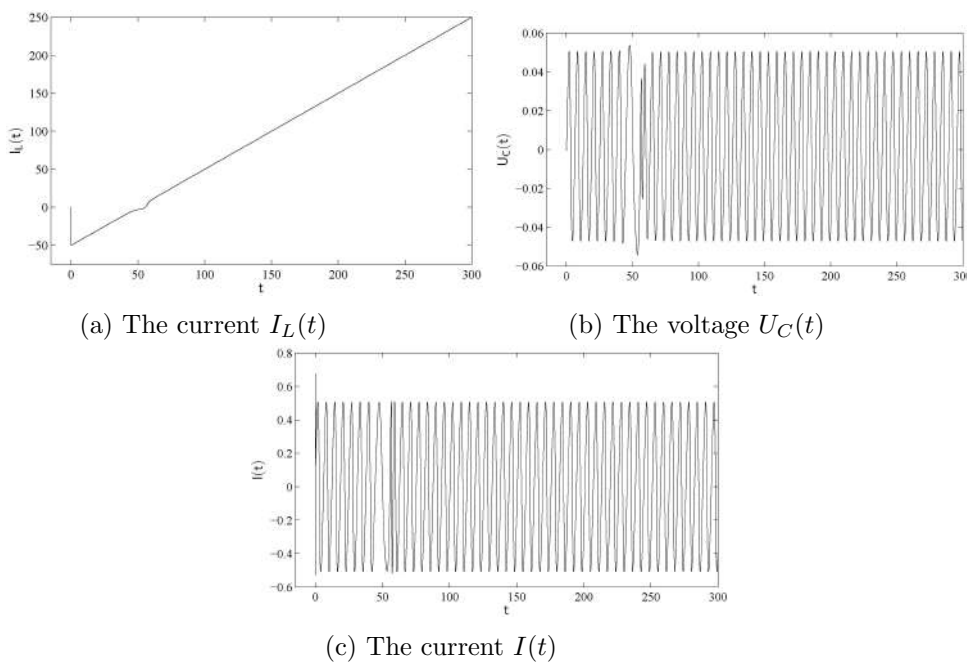 250
200
150
100
50
0
−50
I_L(t)
0 50 100 150 200 250 300
t
(a) The current I_L(t)
0.06
0.04
0.02
0
−0.02
−0.04
−0.06
U_C(t)
0 50 100 150 200 250 300
t
(b) The voltage U_C(t)
0.8
0.6
0.4
0.2
0
−0.2
−0.4
−0.6
I(t)
0 50 100 150 200 250 300
t
(c) The current I(t)